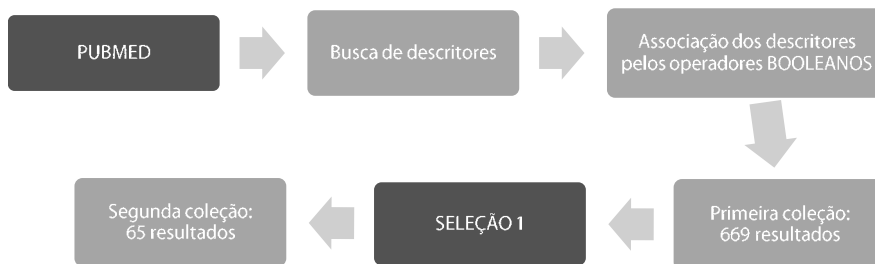 PUBMED
Busca de descritores
Associação dos descritores
pelos operadores BOOLEANOS
Primeira coleção:
669 resultados
SELEÇÃO 1
Segunda coleção:
65 resultados